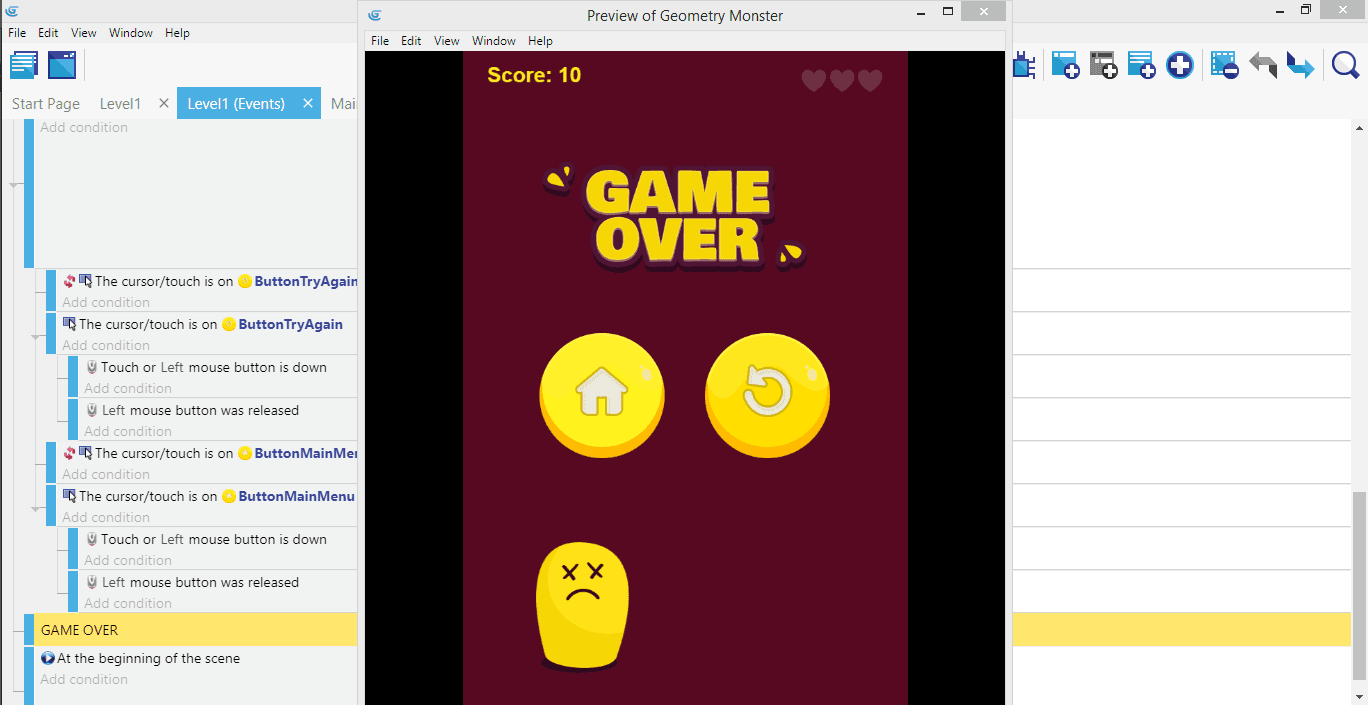 Preview of Geometry Monster
File Edit View Window Help
File Edit View Window Help
Start Page Level1 Level1 (Events) Mai
Add condition
The cursor/touch is on ButtonTryAgain
Add condition
The cursor/touch is on ButtonTryAgain
Add condition
Touch or Left mouse button is down
Add condition
Left mouse button was released
Add condition
The cursor/touch is on ButtonMainMen
Add condition
The cursor/touch is on ButtonMainMenu
Add condition
Touch or Left mouse button is down
Add condition
Left mouse button was released
Add condition
GAME OVER
At the beginning of the scene
Add condition
Score: 10
GAME
OVER